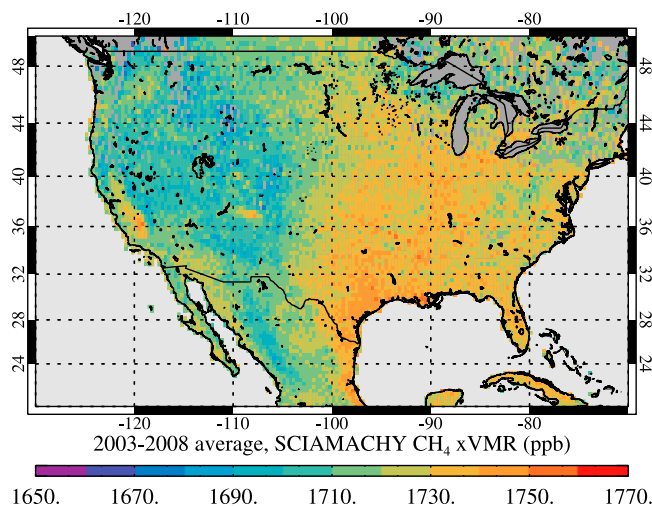 -120 -110 -100 -90 -80
48 48
44 44
40 40
36 36
32 32
28 28
24 24
-120 -110 -100 -90 -80
2003-2008 average, SCIAMACHY CH₄ xVMR (ppb)
1650. 1670. 1690. 1710. 1730. 1750. 1770.